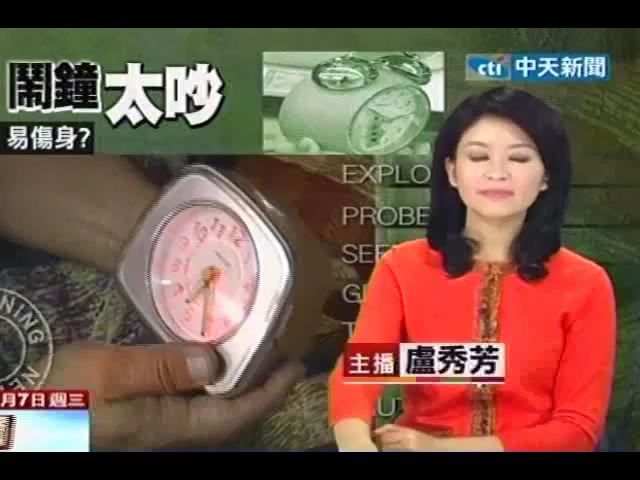 鬧鐘太吵
易傷身?
cti 中天新聞
EXPLO
PROBE
主播 盧秀芳
月7日 週三